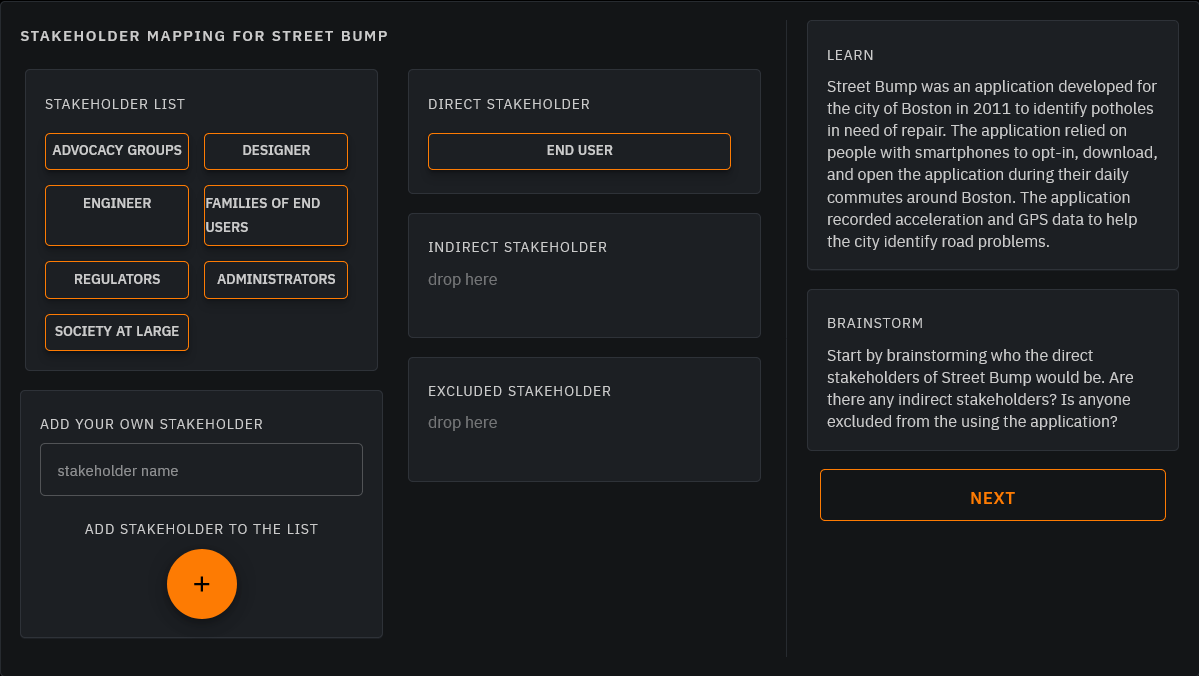 STAKEHOLDER MAPPING FOR STREET BUMP
STAKEHOLDER LIST
ADVOCACY GROUPS
DESIGNER
ENGINEER
FAMILIES OF END
USERS
REGULATORS
ADMINISTRATORS
SOCIETY AT LARGE
ADD YOUR OWN STAKEHOLDER
stakeholder name
ADD STAKEHOLDER TO THE LIST
+
DIRECT STAKEHOLDER
END USER
INDIRECT STAKEHOLDER
drop here
EXCLUDED STAKEHOLDER
drop here
LEARN
Street Bump was an application developed for
the city of Boston in 2011 to identify potholes
in need of repair. The application relied on
people with smartphones to opt-in, download,
and open the application during their daily
commutes around Boston. The application
recorded acceleration and GPS data to help
the city identify road problems.
BRAINSTORM
Start by brainstorming who the direct
stakeholders of Street Bump would be. Are
there any indirect stakeholders? Is anyone
excluded from the using the application?
NEXT